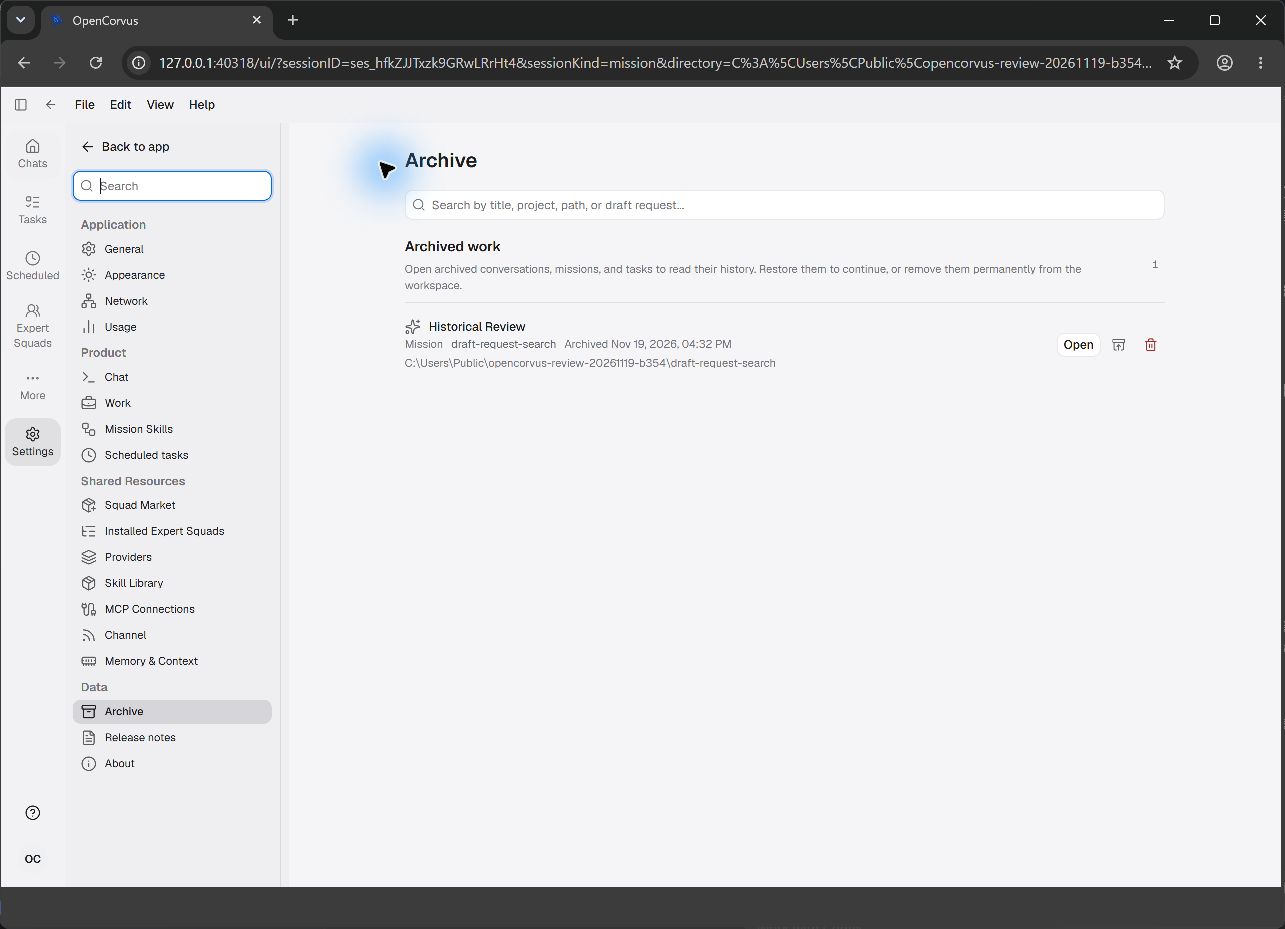 OpenCorvus
127.0.0.1:40318/ui/?sessionID=ses_hfkZJJTxzk9GRwLRrHt4&sessionKind=mission&directory=C%3A%5CUsers%5CPublic%5Copencorvus-review-20261119-b354...
File Edit View Help
Chats
Tasks
Scheduled
Expert
Squads
More
Settings
OC
Back to app
Search
Application
General
Appearance
Network
Usage
Product
Chat
Work
Mission Skills
Scheduled tasks
Shared Resources
Squad Market
Installed Expert Squads
Providers
Skill Library
MCP Connections
Channel
Memory & Context
Data
Archive
Release notes
About
Archive
Search by title, project, path, or draft request...
Archived work
Open archived conversations, missions, and tasks to read their history. Restore them to continue, or remove them permanently from the
workspace.
1
Historical Review
Mission draft-request-search Archived Nov 19, 2026, 04:32 PM
C:\Users\Public\opencorvus-review-20261119-b354\draft-request-search
Open